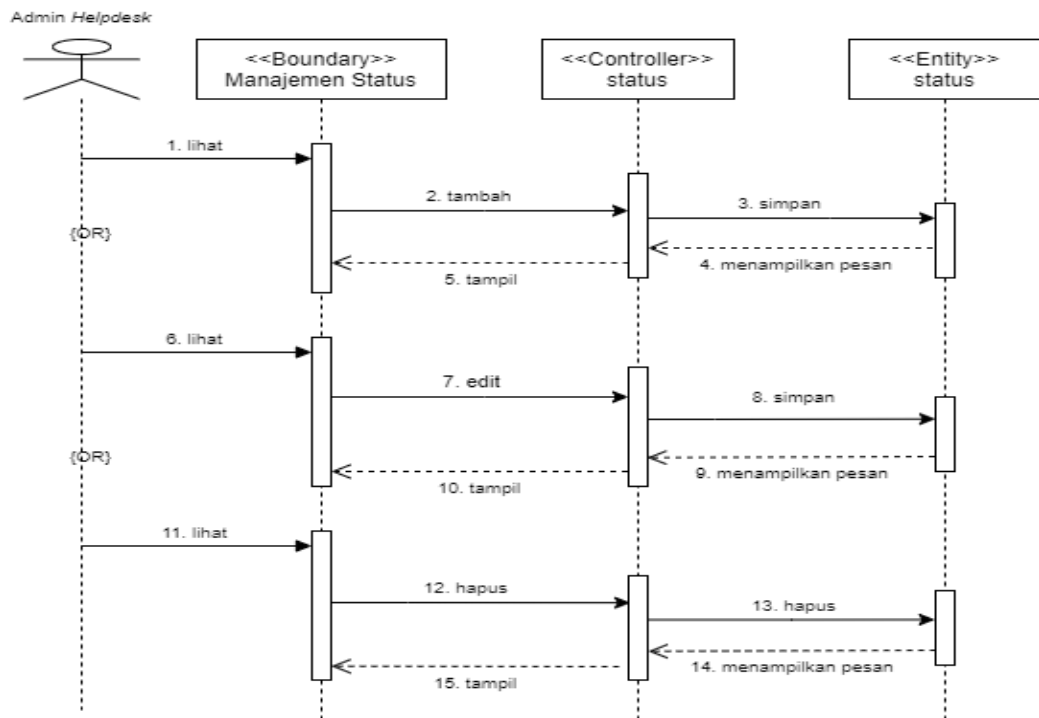 Admin Helpdesk
<<Boundary>>
Manajemen Status
<<Controller>>
status
<<Entity>>
status
1. lihat
2. tambah
3. simpan
{OR}
4. menampilkan pesan
5. tampil
6. lihat
7. edit
8. simpan
{OR}
9. menampilkan pesan
10. tampil
11. lihat
12. hapus
13. hapus
14. menampilkan pesan
15. tampil